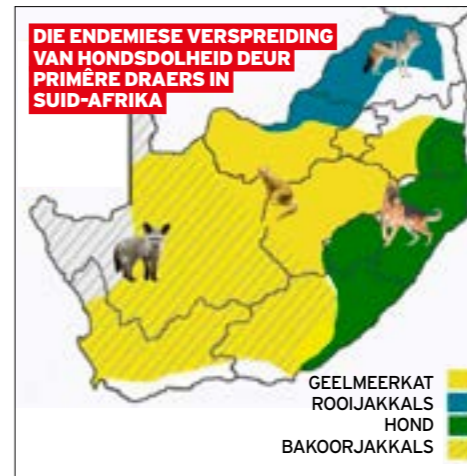 DIE ENDEMIESE VERSPREIDING
VAN HONDSDOLHEID DEUR
PRIMÊRE DRAERS IN
SUID-AFRIKA
GEELMEERKAT
ROOIJAKKALS
HOND
BAKOORJAKKALS